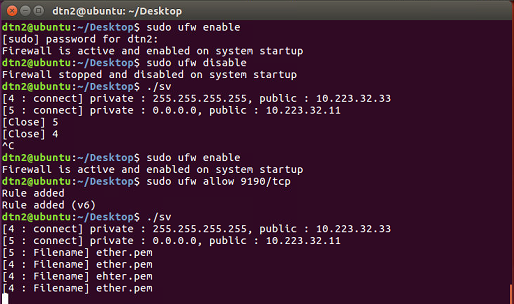 dtn2@ubuntu: ~/Desktop
dtn2@ubuntu:~/Desktop$ sudo ufw enable
[sudo] password for dtn2:
Firewall is active and enabled on system startup
dtn2@ubuntu:~/Desktop$ sudo ufw disable
Firewall stopped and disabled on system startup
dtn2@ubuntu:~/Desktop$ ./sv
[4 : connect] private : 255.255.255.255, public : 10.223.32.33
[5 : connect] private : 0.0.0.0, public : 10.223.32.11
[Close] 5
[Close] 4
^C
dtn2@ubuntu:~/Desktop$ sudo ufw enable
Firewall is active and enabled on system startup
dtn2@ubuntu:~/Desktop$ sudo ufw allow 9190/tcp
Rule added
Rule added (v6)
dtn2@ubuntu:~/Desktop$ ./sv
[4 : connect] private : 255.255.255.255, public : 10.223.32.33
[5 : connect] private : 0.0.0.0, public : 10.223.32.11
[5 : Filename] ether.pem
[4 : Filename] ether.pem
[4 : Filename] ehter.pem
[4 : Filename] ether.pem